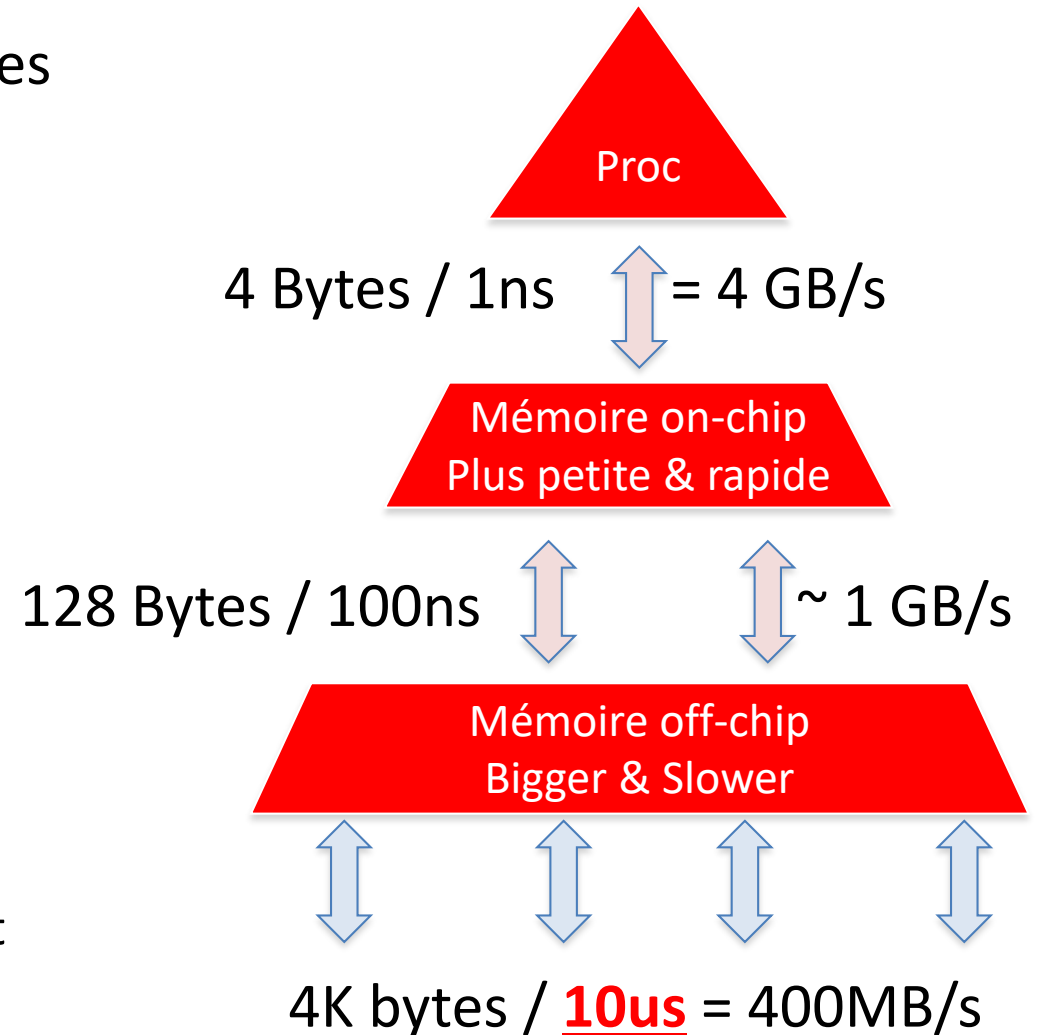 es
Proc
4 Bytes / 1ns = 4 GB/s
Mémoire on-chip
Plus petite & rapide
128 Bytes / 100ns ~ 1 GB/s
Mémoire off-chip
Bigger & Slower
t
4K bytes / 10us = 400MB/s